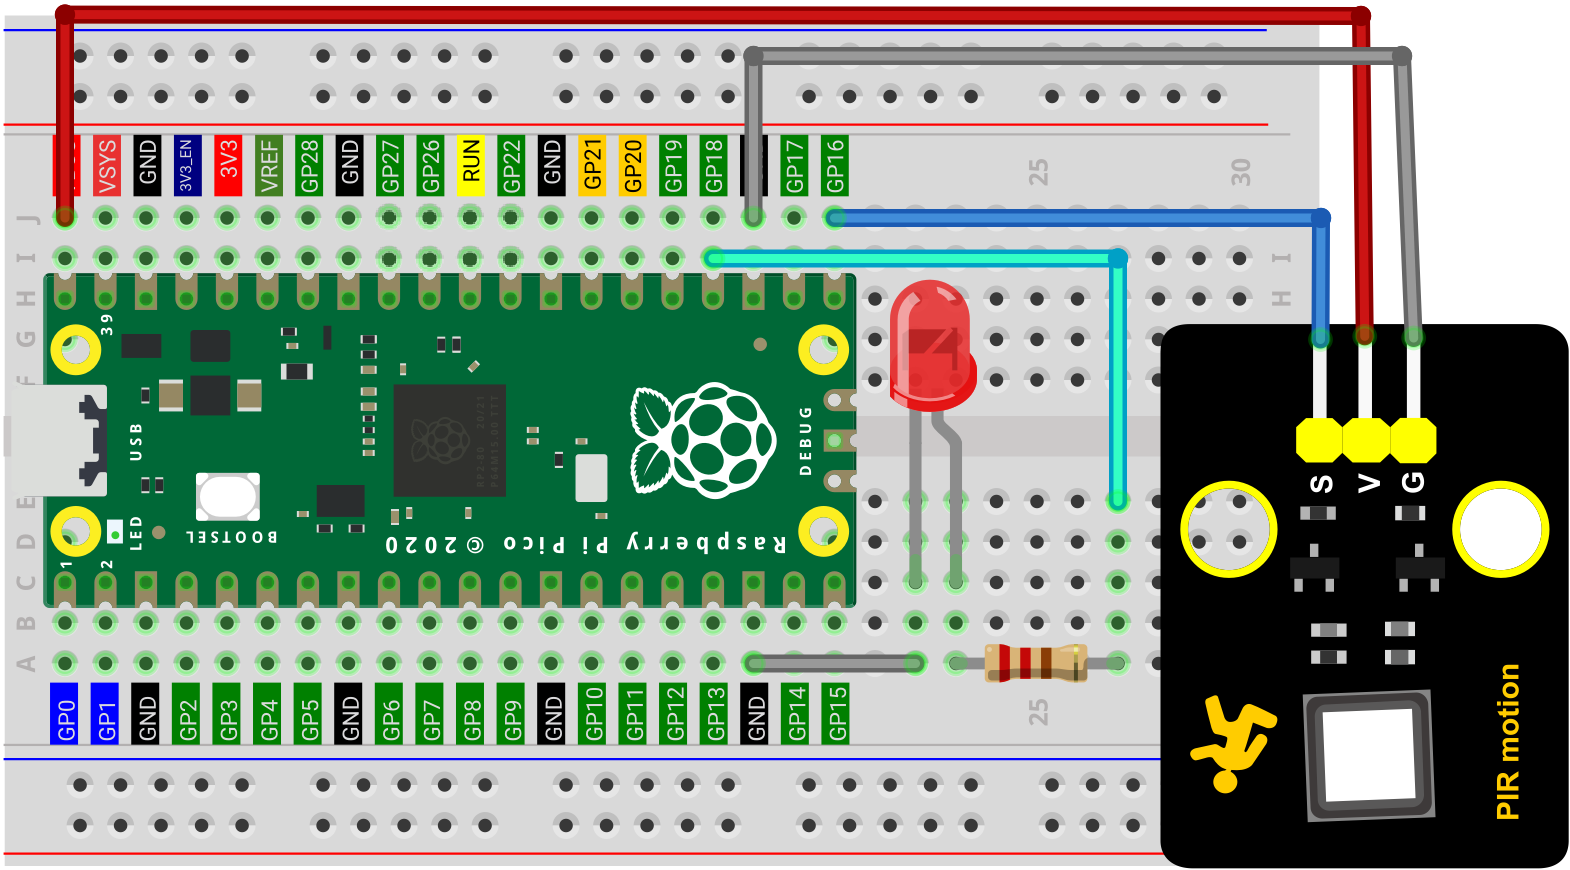 VSYS
GND
3V3_EN
3V3
VREF
GP28
GND
GP27
GP26
RUN
GP22
GND
GP21
GP20
GP19
GP18
GP17
GP16
25
30
J
I
H
G
I
H
39
USB
DEBUG
LED
BOOTSEL
Raspberry Pi Pico © 2020
1
2
E
D
C
B
A
S
V
G
GP0
GP1
GND
GP2
GP3
GP4
GP5
GND
GP6
GP7
GP8
GP9
GND
GP10
GP11
GP12
GP13
GND
GP14
GP15
25
PIR motion